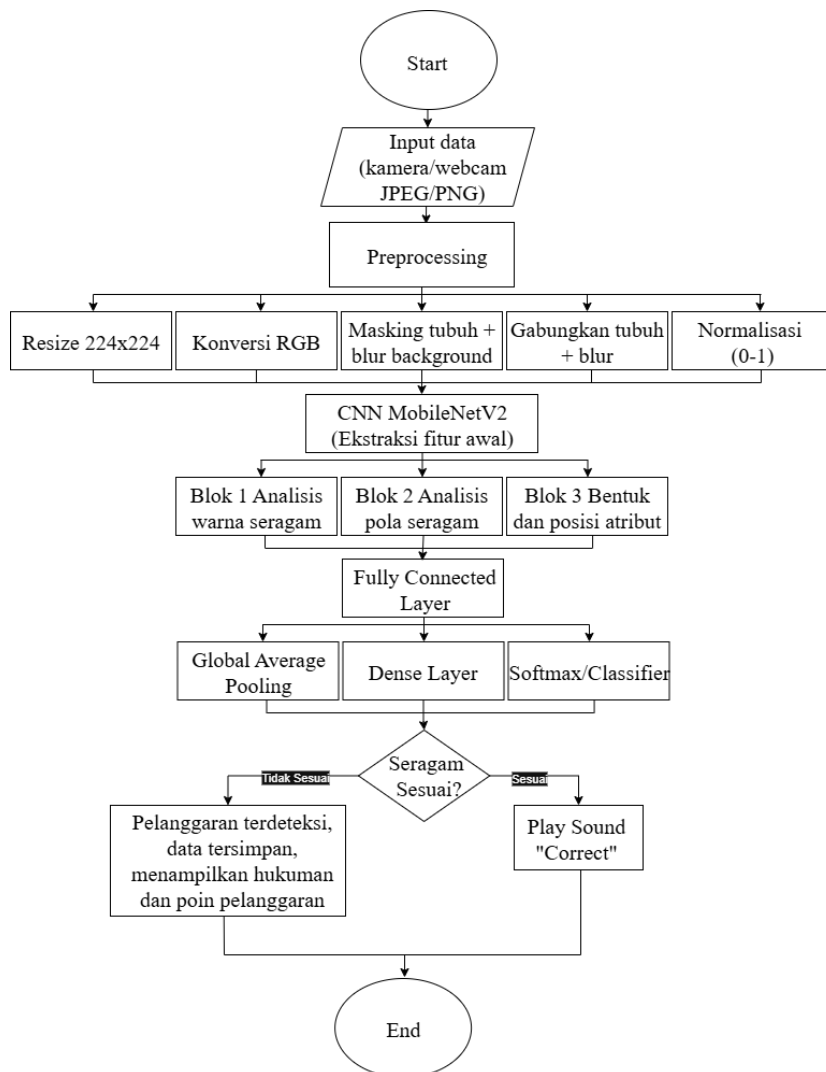 Start
Input data
(kamera/webcam
JPEG/PNG)
Preprocessing
Resize 224x224
Konversi RGB
Masking tubuh +
blur background
Gabungkan tubuh
+ blur
Normalisasi
(0-1)
CNN MobileNetV2
(Ekstraksi fitur awal)
Blok 1 Analisis
warna seragam
Blok 2 Analisis
pola seragam
Blok 3 Bentuk
dan posisi atribut
Fully Connected
Layer
Global Average
Pooling
Dense Layer
Softmax/Classifier
Seragam
Sesuai?
Tidak Sesuai
Sesuai
Pelanggaran terdeteksi,
data tersimpan,
menampilkan hukuman
dan poin pelanggaran
Play Sound
"Correct"
End